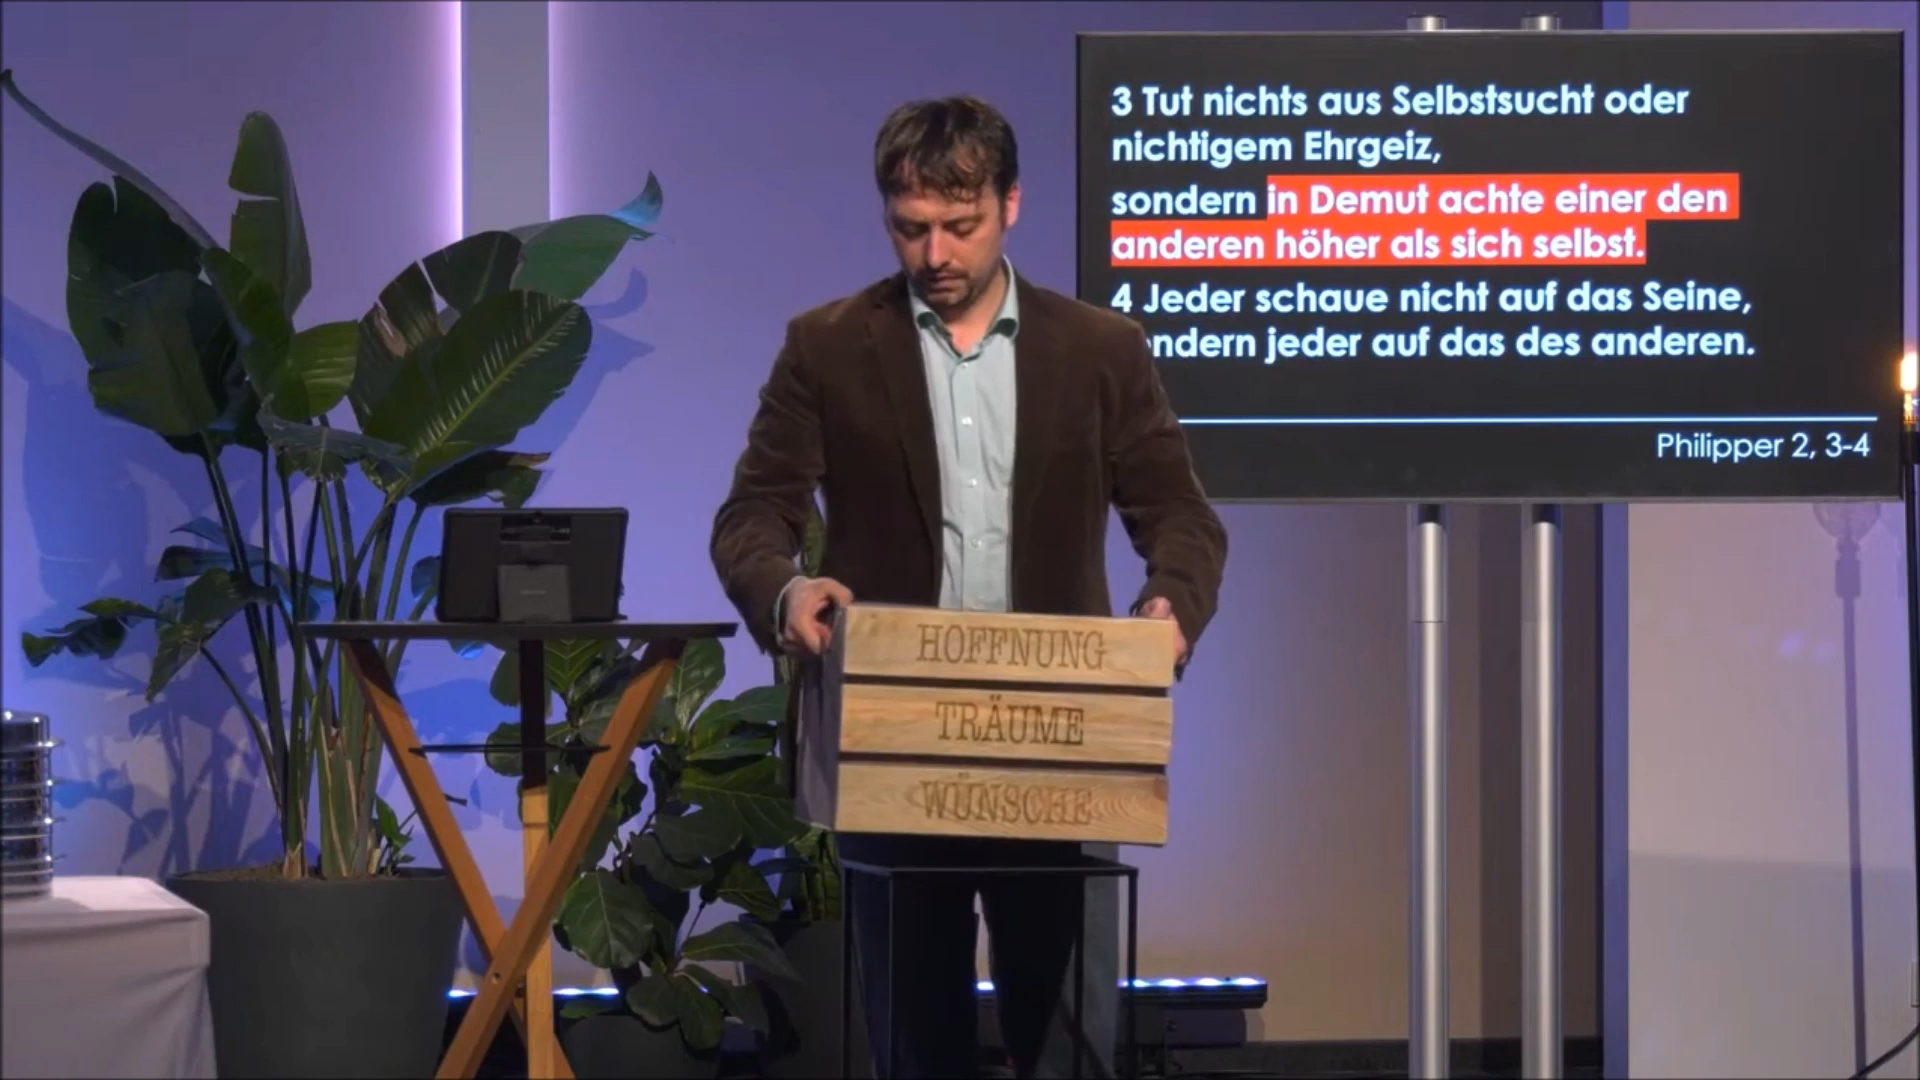 3 Tut nichts aus Selbstsucht oder
nichtigem Ehrgeiz,
sondern in Demut achte einer den
anderen höher als sich selbst.
4 Jeder schaue nicht auf das Seine,
ndern jeder auf das des anderen.
Philipper 2, 3-4
HOFFNUNG
TRÄUME
WÜNSCHE